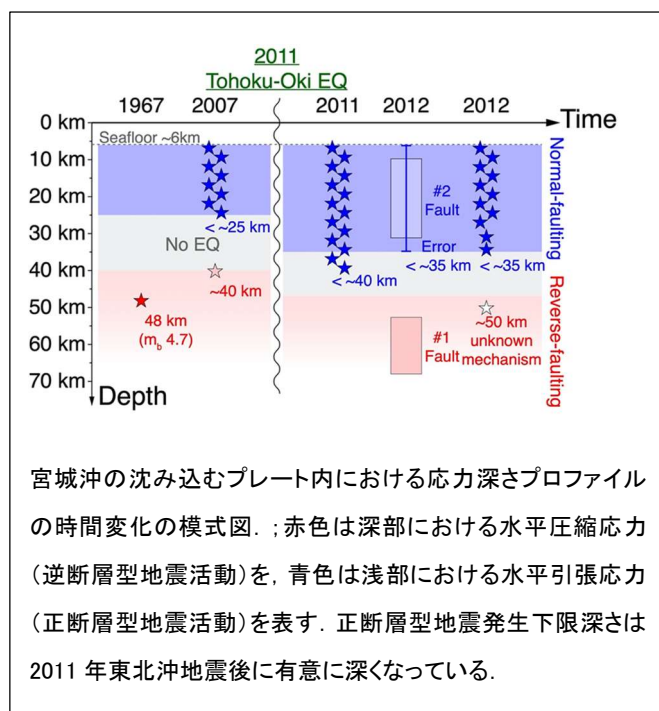 2011
Tohoku-Oki EQ
1967 2007 2011 2012 2012 Time
0 km
Seafloor ~6km
10 km
20 km
#2
Fault
<~25 km
30 km
No EQ
Error
<~40 km <~35 km <~35 km
40 km
~40 km
50 km
48 km
(mb 4.7)
~50 km
unknown
mechanism
#1
Fault
60 km
70 km
Depth
Normal-faulting
Reverse-faulting
宮城沖の沈み込むプレート内における応力深さプロファイル
の時間変化の模式図．；赤色は深部における水平圧縮応力
（逆断層型地震活動）を，青色は浅部における水平引張応力
（正断層型地震活動）を表す．正断層型地震発生下限深さは
2011 年東北沖地震後に有意に深くなっている．